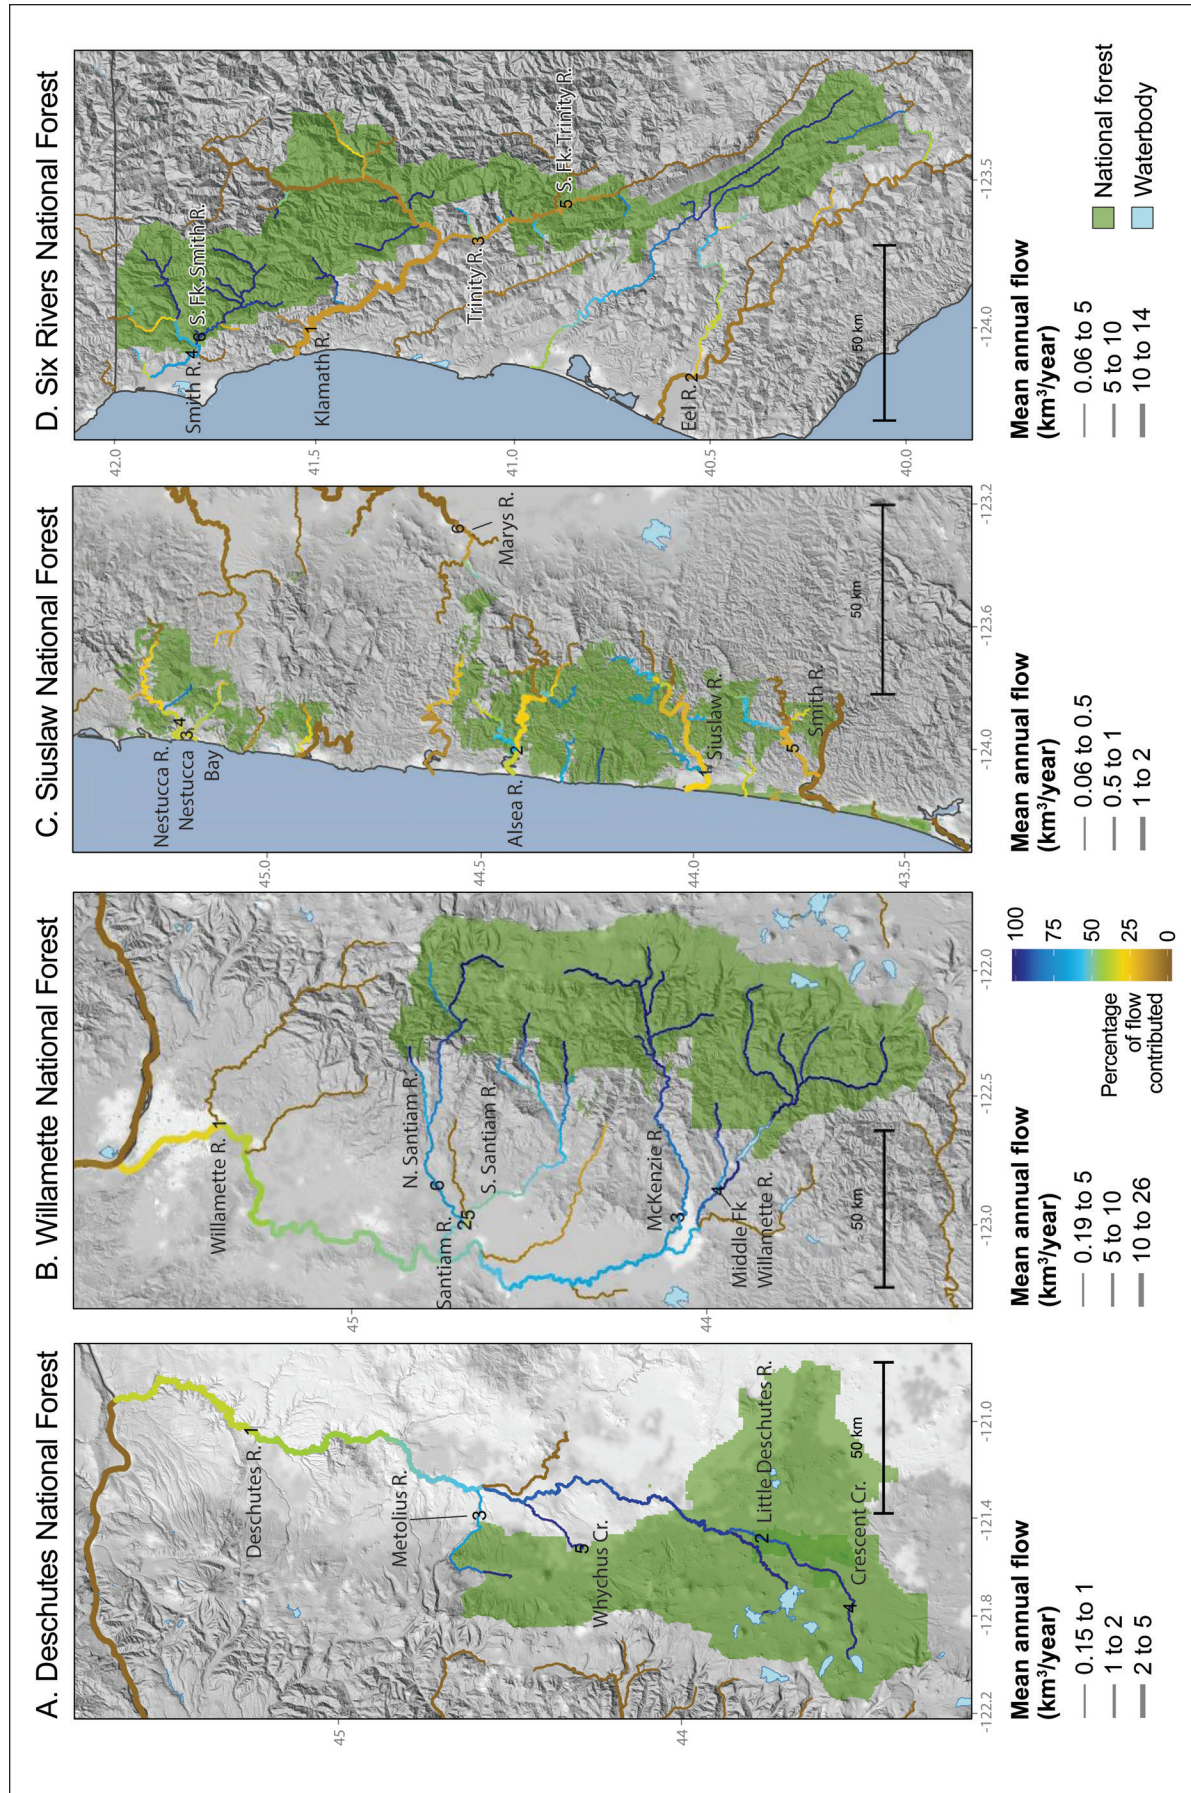 A. Deschutes National Forest
45
44
-122.2
-121.8
-121.4
-121.0
Deschutes R.
1
Metolius R.
3
Whychus Cr.
5
2
Little Deschutes R.
Crescent Cr.
4
50 km
Mean annual flow
(km³/year)
0.15 to 1
1 to 2
2 to 5
B. Willamette National Forest
45
44
-123.0
-122.5
-122.0
Willamette R.
1
N. Santiam R.
6
Santiam R.
25
S. Santiam R.
McKenzie R.
3
4
Middle Fk
Willamette R.
50 km
Mean annual flow
(km³/year)
0.19 to 5
5 to 10
10 to 26
Percentage
of flow
contributed
100
75
50
25
0
C. Siuslaw National Forest
45.0
44.5
44.0
43.5
-124.0
-123.6
-123.2
Nestucca R.
Nestucca
Bay
3
4
Alsea R.
2
6
Marys R.
1
Siuslaw R.
5
Smith R.
50 km
Mean annual flow
(km³/year)
0.06 to 0.5
0.5 to 1
1 to 2
D. Six Rivers National Forest
42.0
41.5
41.0
40.5
40.0
-124.0
-123.5
Smith R.
4
6
S. Fk. Smith R.
Klamath R.
1
Trinity R.
3
5
S. Fk. Trinity R.
Eel R.
2
50 km
Mean annual flow
(km³/year)
0.06 to 5
5 to 10
10 to 14
National forest
Waterbody